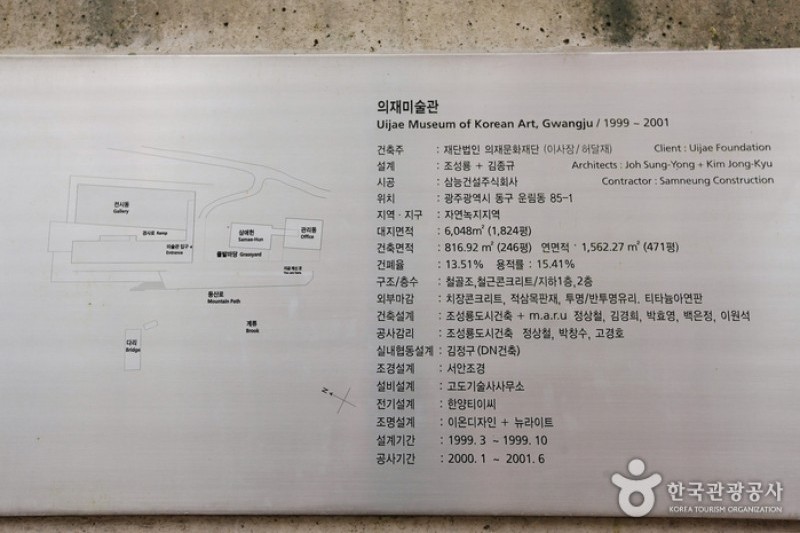 의재미술관
Uijae Museum of Korean Art, Gwangju / 1999 ~ 2001
건축주 : 재단법인 의재문화재단 (이사장/허달재) Client : Uijae Foundation
설계 : 조성룡 + 김종규 Architects : Joh Sung-Yong + Kim Jong-Kyu
시공 : 삼능건설주식회사 Contractor : Samneung Construction
위치 : 광주광역시 동구 운림동 85-1
지역 · 지구 : 자연녹지지역
대지면적 : 6,048㎡ (1,824평)
건축면적 : 816.92 ㎡ (246평) 연면적 : 1,562.27 ㎡ (471평)
건폐율 : 13.51% 용적률 : 15.41%
구조/층수 : 철골조,철근콘크리트/지하1층,2층
외부마감 : 치장콘크리트, 적삼목판재, 투명/반투명유리. 티타늄아연판
건축설계 : 조성룡도시건축 + m.a.r.u 정상철, 김경희, 박효영, 백은정, 이원석
공사감리 : 조성룡도시건축 정상철, 박창수, 고경호
실내협동설계 : 김정구(DN건축)
조경설계 : 서안조경
설비설계 : 고도기술사사무소
전기설계 : 한양티이씨
조명설계 : 이온디자인 + 뉴라이트
설계기간 : 1999. 3 ~ 1999. 10
공사기간 : 2000. 1 ~ 2001. 6
전시동
Gallery
경사로 Ramp
미술관 입구
Entrance
삼애헌
Samae-Hun
관리동
Office
풀밭마당 Grassyard
등산로
Mountain Path
계류
Brook
다리
Bridge
N
한국관광공사
KOREA TOURISM ORGANIZATION